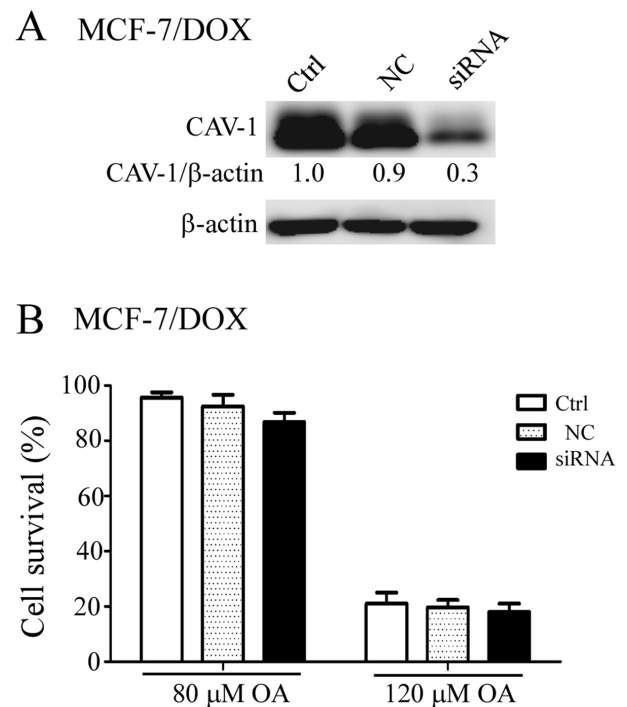 A MCF-7/DOX
Ctrl NC siRNA
CAV-1
CAV-1/β-actin 1.0 0.9 0.3
β-actin
B MCF-7/DOX
Cell survival (%)
100
80
60
40
20
0
Ctrl
NC
siRNA
80 μM OA 120 μM OA